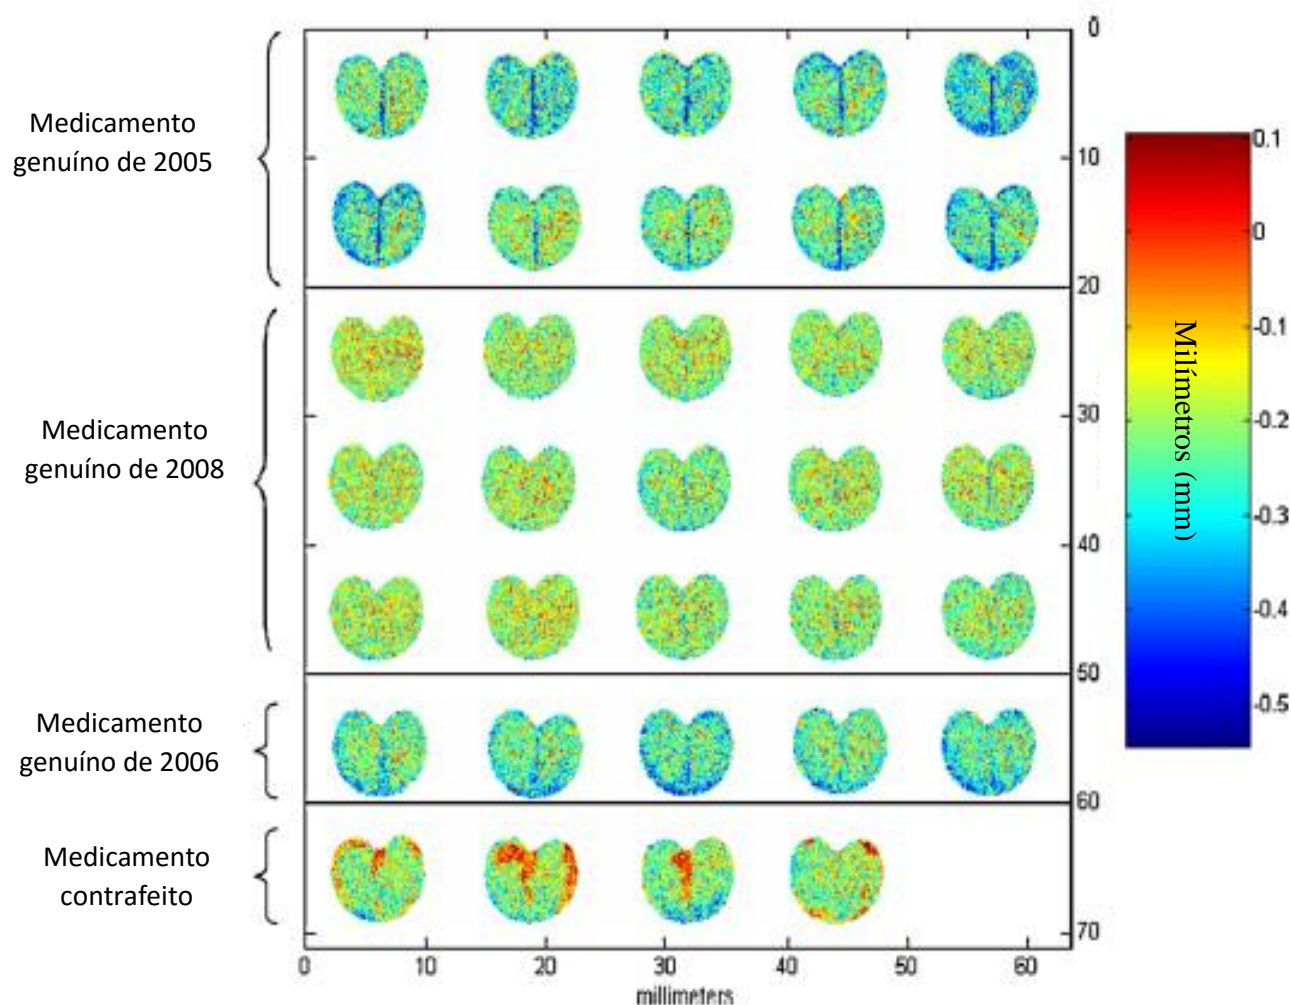 Medicamento
genuíno de 2005
Medicamento
genuíno de 2008
Medicamento
genuíno de 2006
Medicamento
contrafeito
0
10
20
30
40
50
60
70
0
10
20
30
40
50
60
millimeters
0.1
0
-0.1
-0.2
-0.3
-0.4
-0.5
Milímetros (mm)